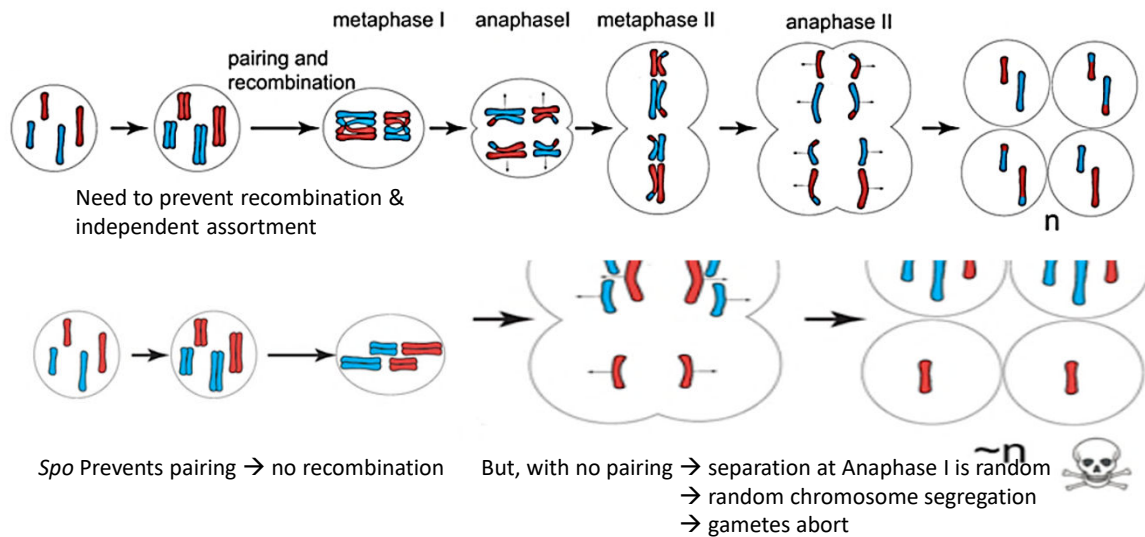 metaphase I anaphaseI metaphase II anaphase II
pairing and
recombination
Need to prevent recombination &
independent assortment
n
Spo Prevents pairing → no recombination
~n
But, with no pairing → separation at Anaphase I is random
→ random chromosome segregation
→ gametes abort